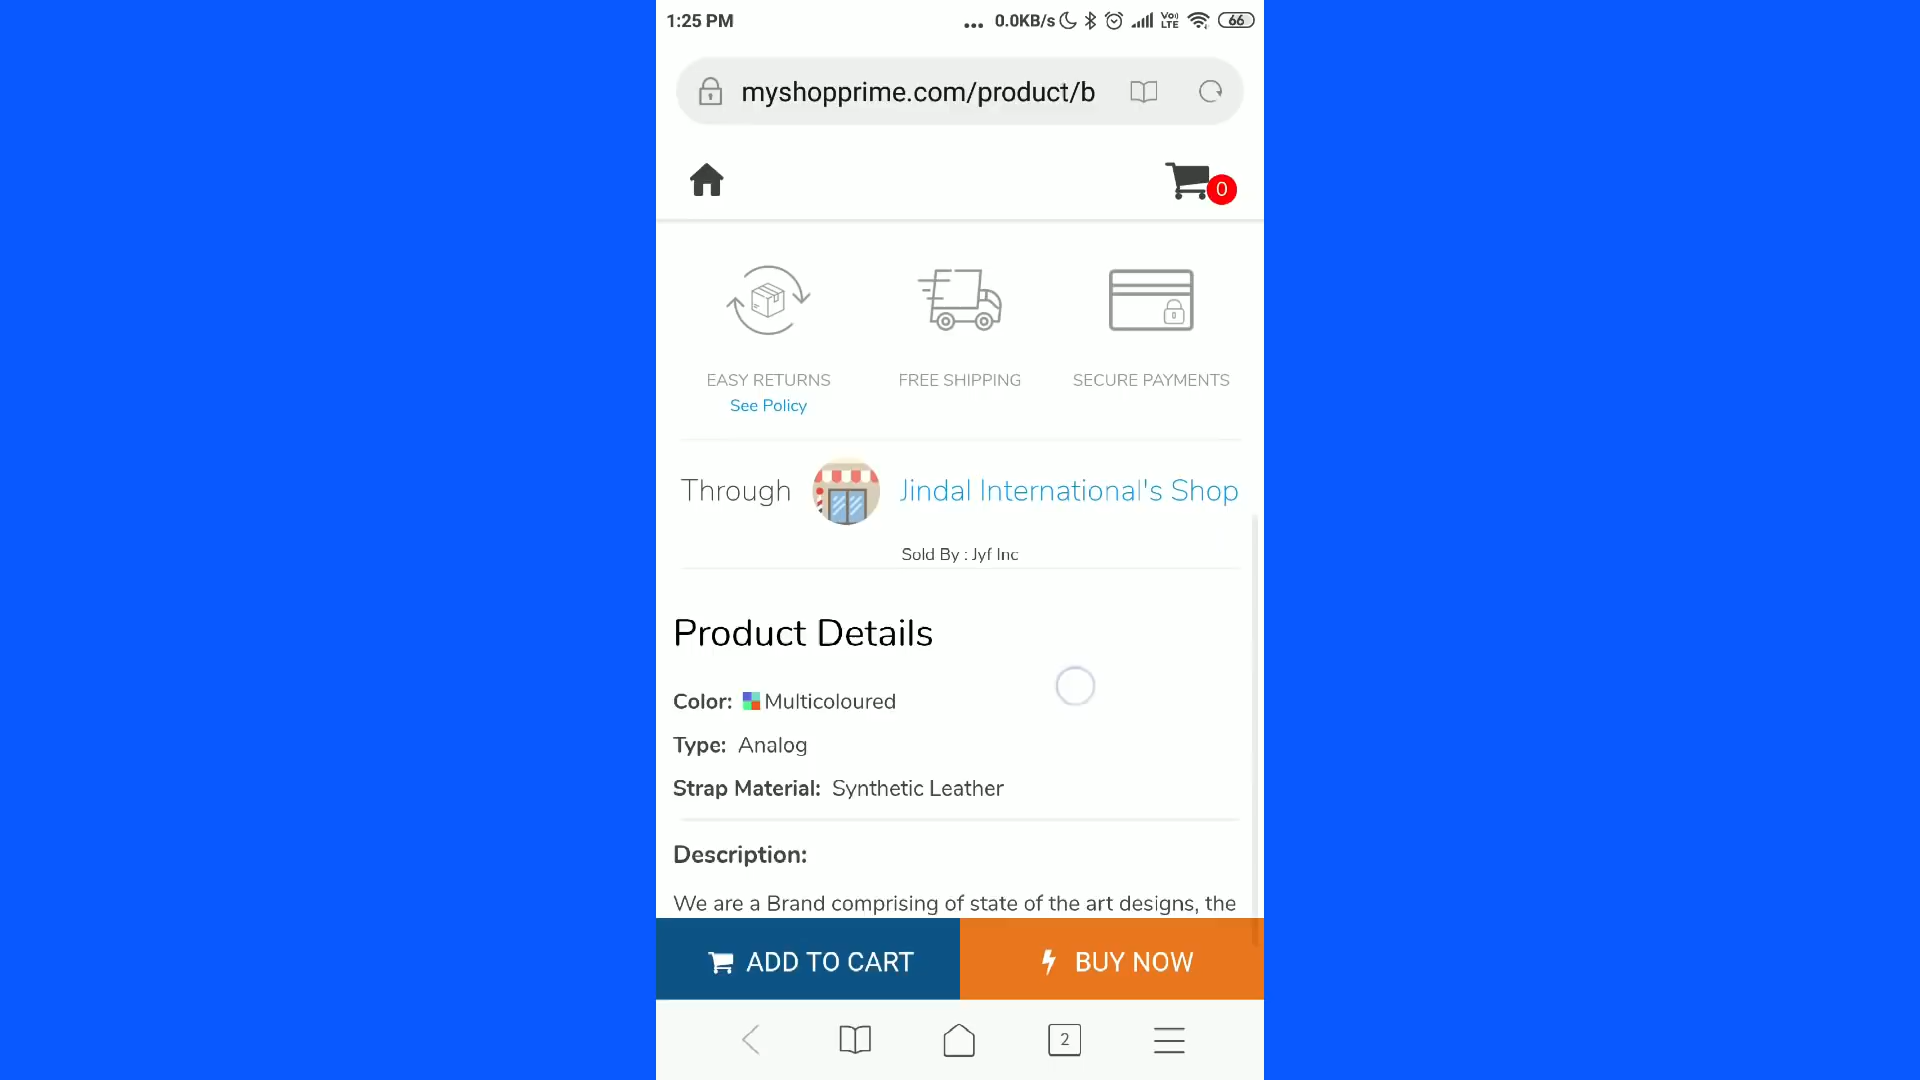 1:25 PM ... 0.0KB/s Vo) LTE 66
myshopprime.com/product/b
0
EASY RETURNS FREE SHIPPING SECURE PAYMENTS
See Policy
Through Jindal International's Shop
Sold By : Jyf Inc
Product Details
Color: Multicoloured
Type: Analog
Strap Material: Synthetic Leather
Description:
We are a Brand comprising of state of the art designs, the
ADD TO CART BUY NOW
2